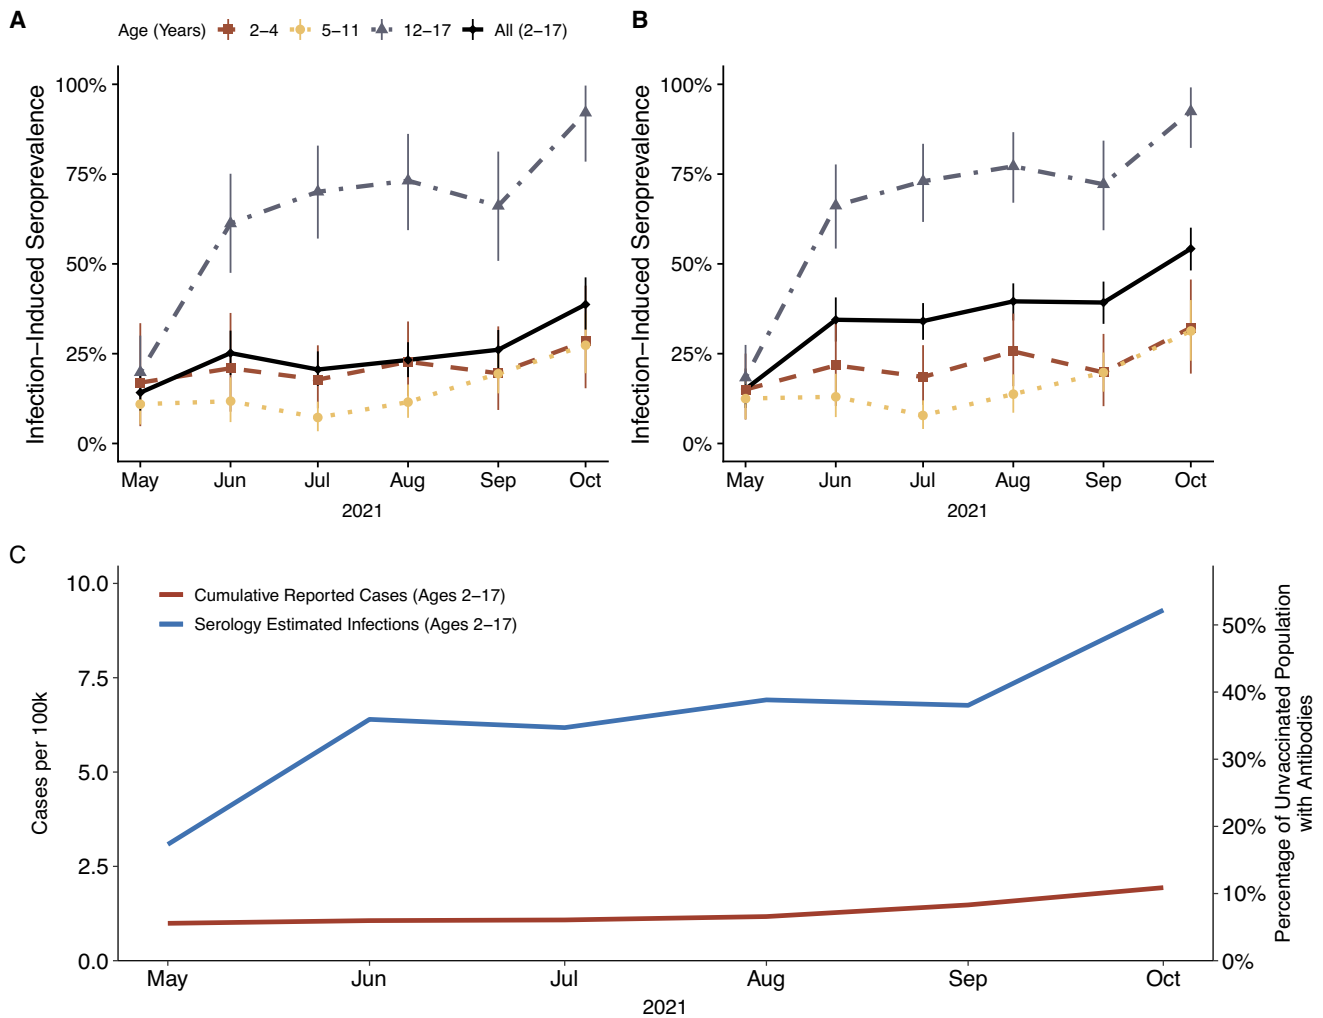 A
Age (Years) 2–4 5–11 12–17 All (2–17)
Infection–Induced Seroprevalence
100%
75%
50%
25%
0%
May Jun Jul Aug Sep Oct
2021
B
Infection–Induced Seroprevalence
100%
75%
50%
25%
0%
May Jun Jul Aug Sep Oct
2021
C
Cumulative Reported Cases (Ages 2–17)
Serology Estimated Infections (Ages 2–17)
Cases per 100k
10.0
7.5
5.0
2.5
0.0
50%
40%
30%
20%
10%
0%
Percentage of Unvaccinated Population
with Antibodies
May Jun Jul Aug Sep Oct
2021